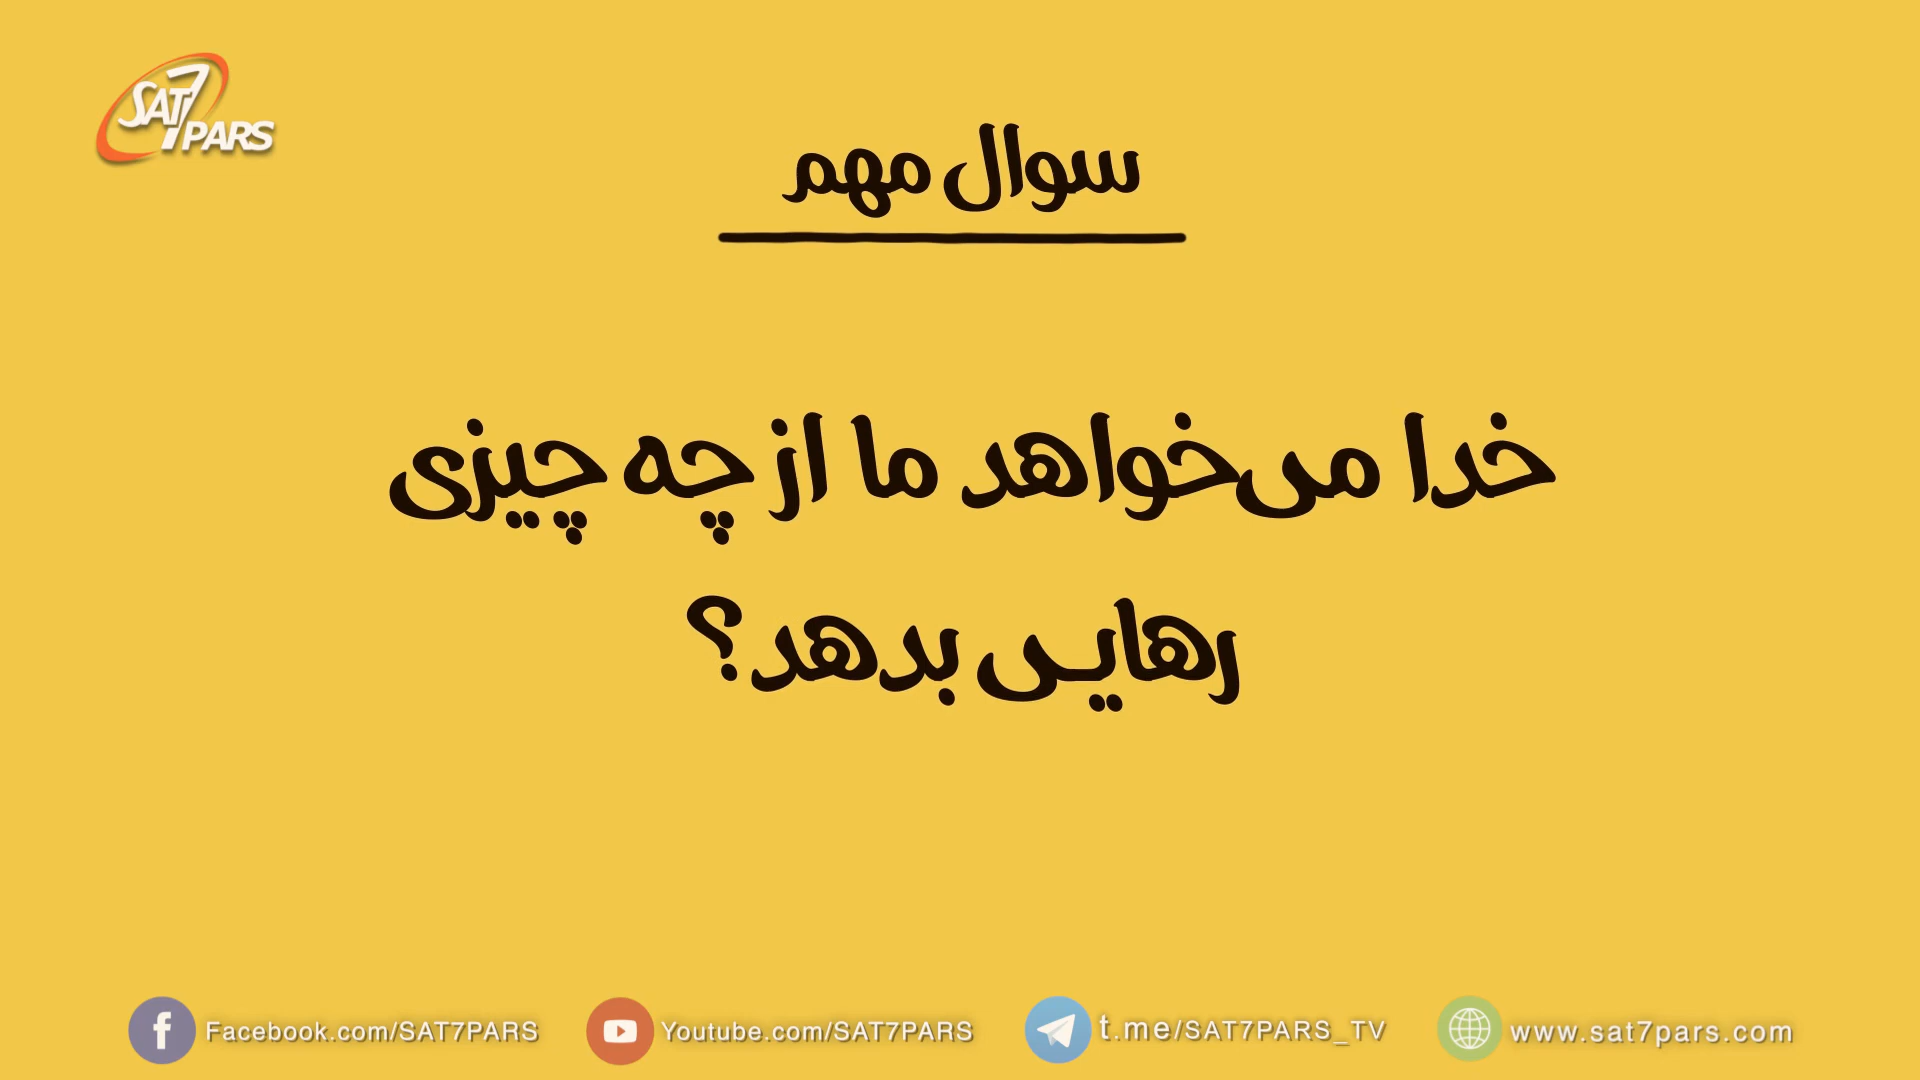 SAT7 PARS
سوال مهم
خدا می‌خواهد ما از چه چیزی
رهایی بدهد؟
Facebook.com/SAT7PARS
Youtube.com/SAT7PARS
t.me/SAT7PARS_TV
www.sat7pars.com